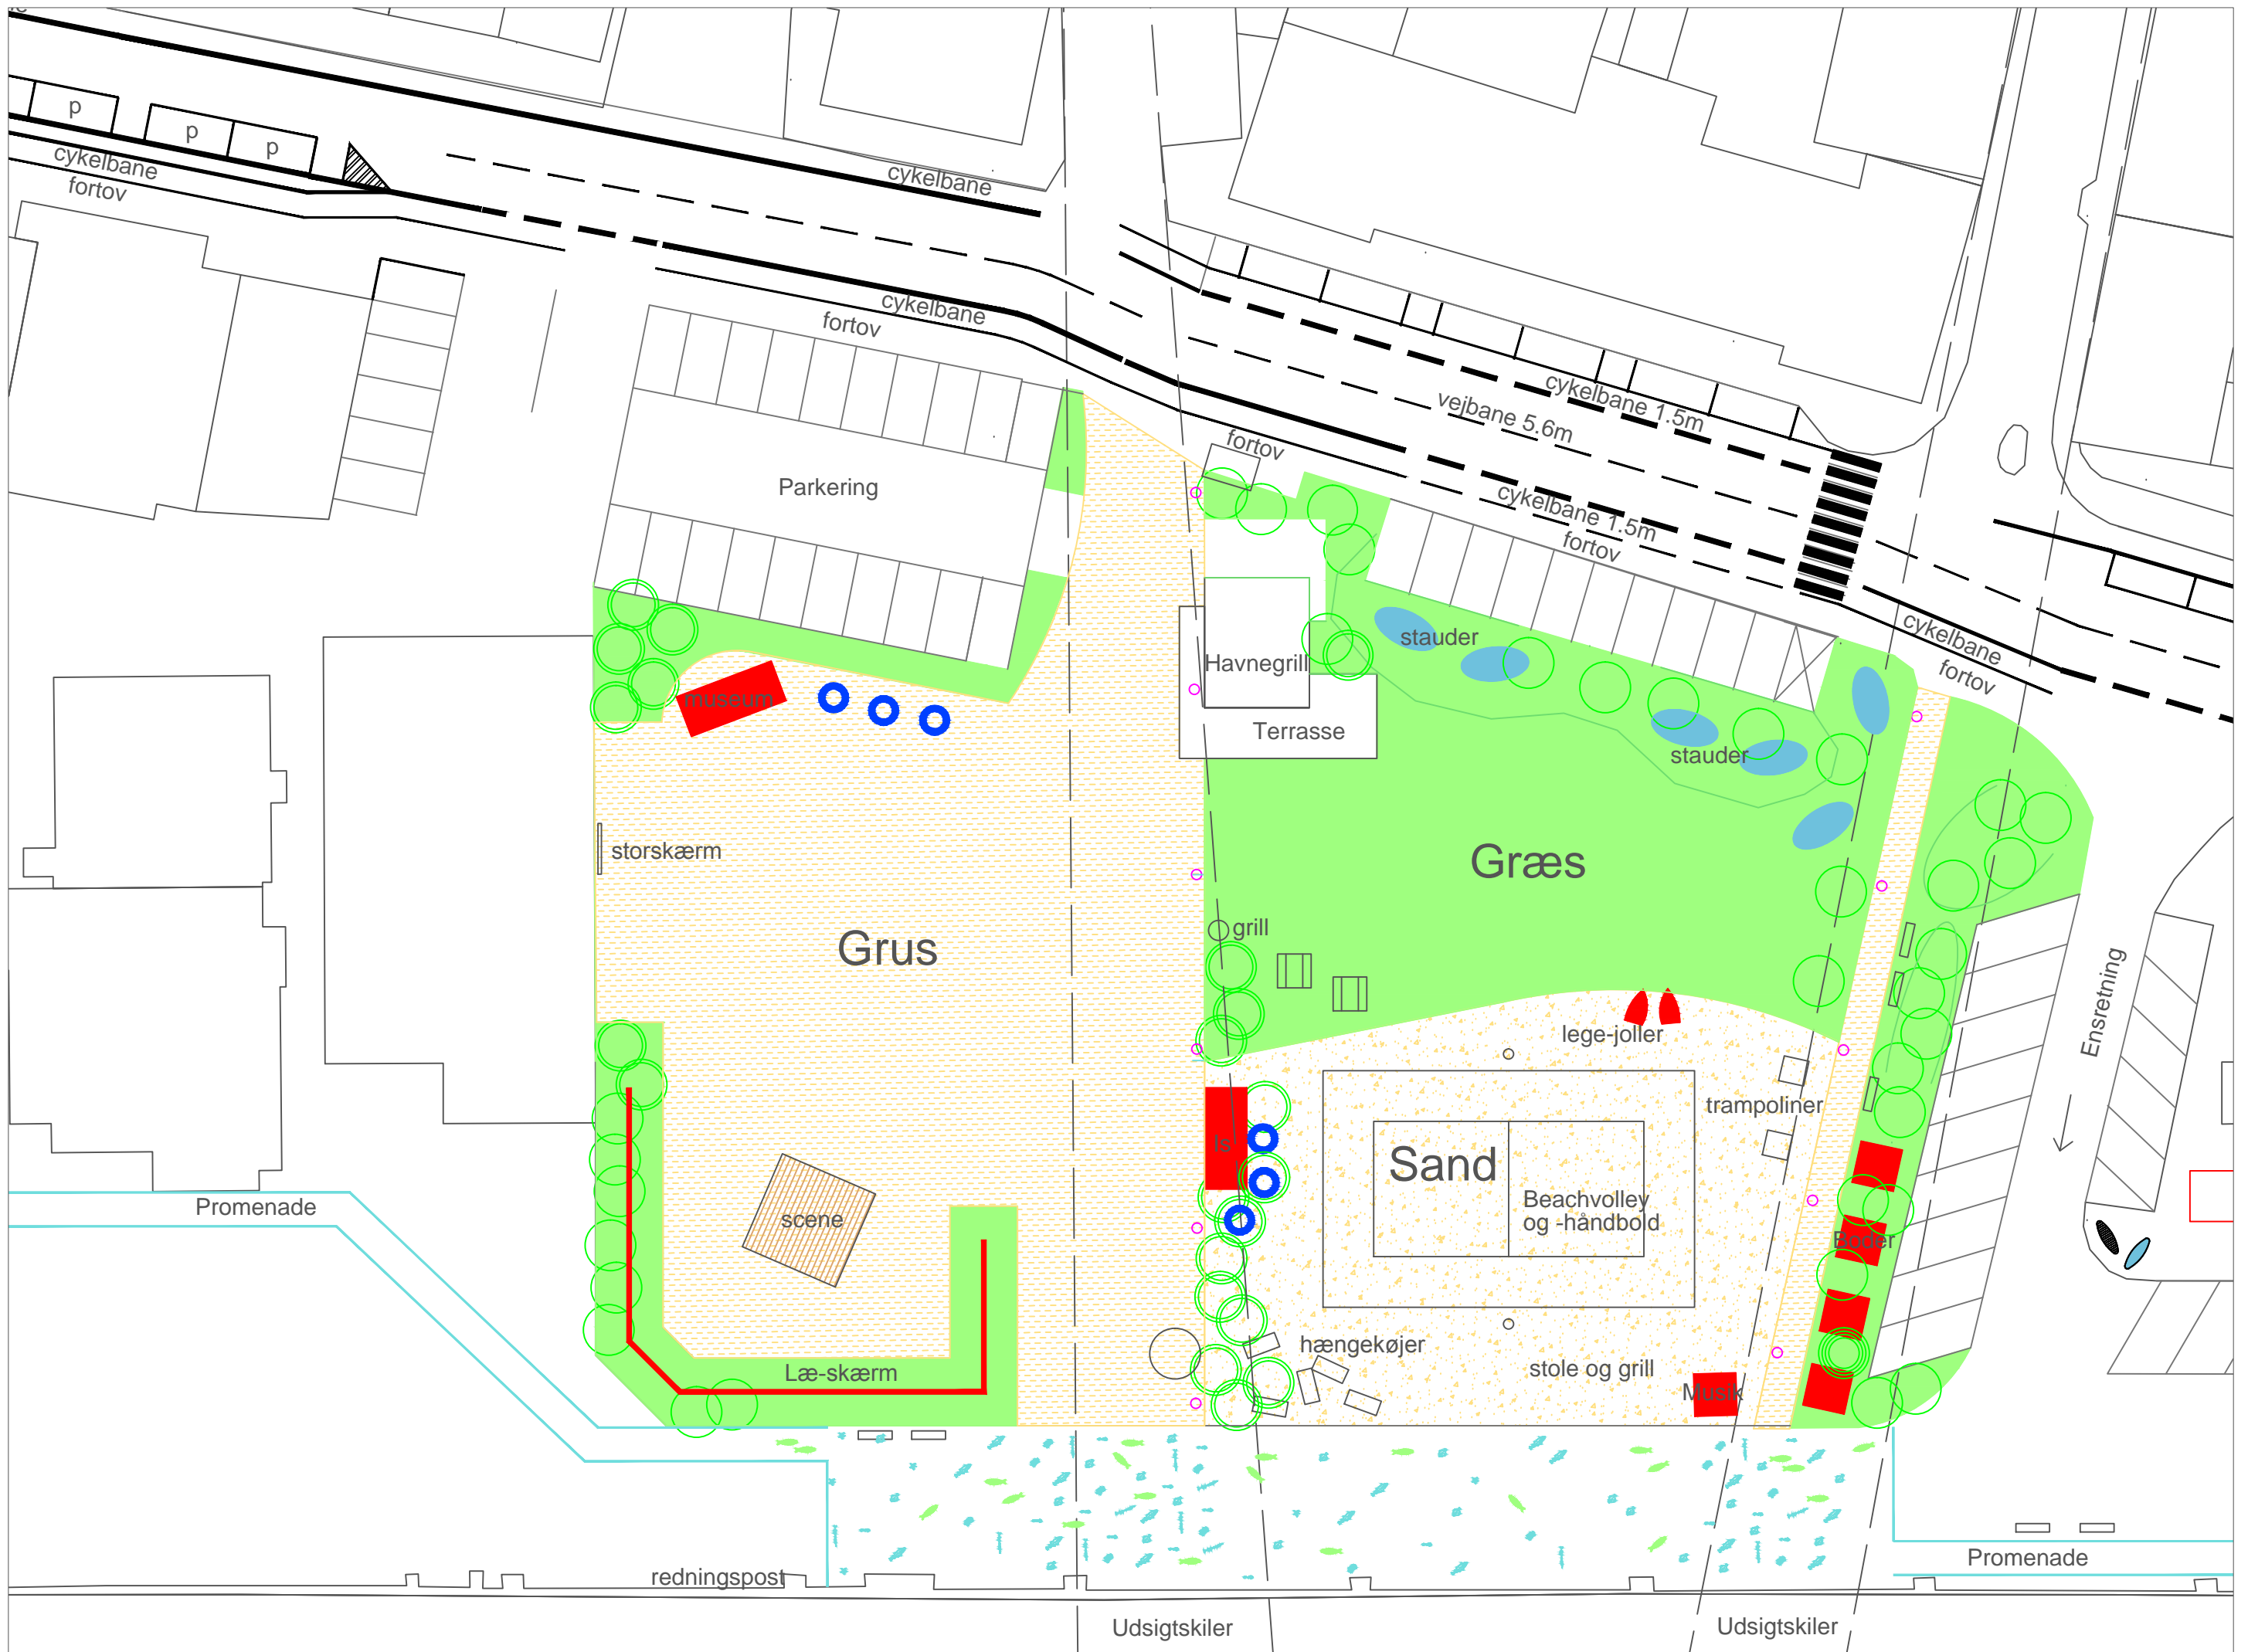 p
p
p
cykelbane
fortov
cykelbane
cykelbane
fortov
cykelbane 1.5m
vejbane 5.6m
fortov
cykelbane 1.5m
fortov
cykelbane
fortov
Parkering
Havnegrill
Terrasse
stauder
stauder
museum
storskærm
Græs
Grus
grill
lege-joller
trampoliner
Ensretning
Is
Sand
Beachvolley
og -håndbold
Promenade
scene
Boder
hængekøjer
stole og grill
Læ-skærm
Musik
redningspost
Promenade
Udsigtskiler
Udsigtskiler